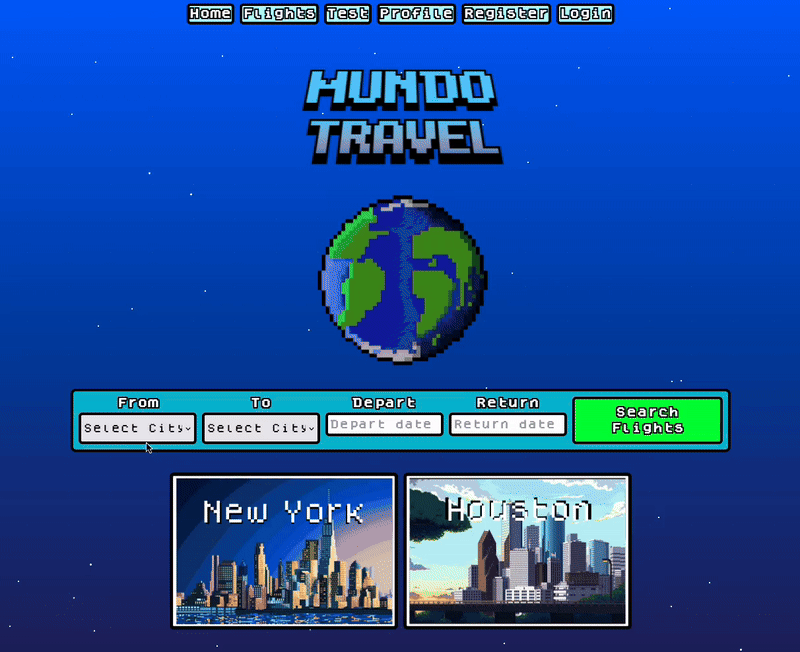 Home Flights Test Profile Register Login
MUNDO
TRAVEL
From To Depart Return
Select City Select City Depart date Return date
Search
Flights
New York Houston